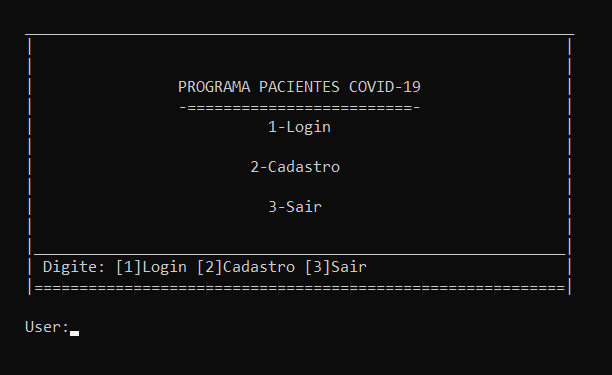 PROGRAMA PACIENTES COVID-19
-=========================-
1-Login
2-Cadastro
3-Sair
Digite: [1]Login [2]Cadastro [3]Sair
User: